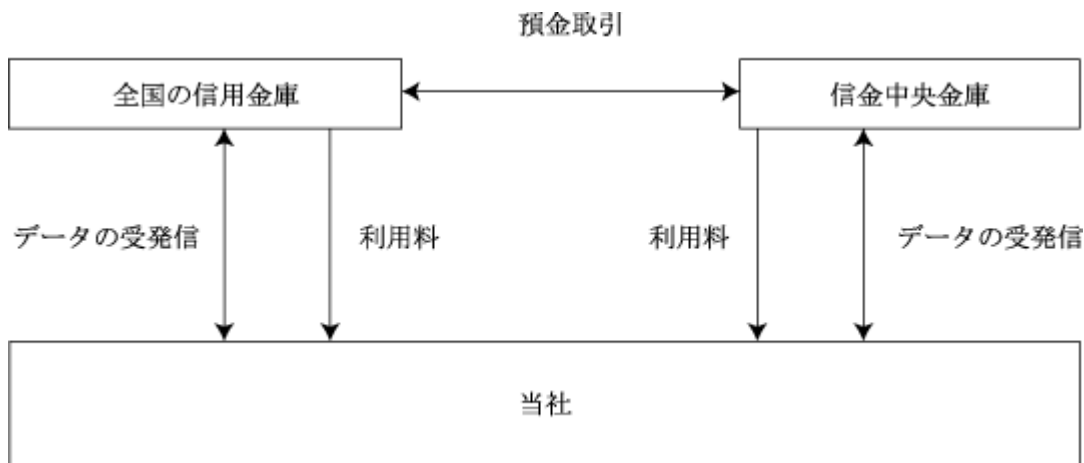 預金取引
全国の信用金庫
信金中央金庫
データの受発信
利用料
利用料
データの受発信
当社